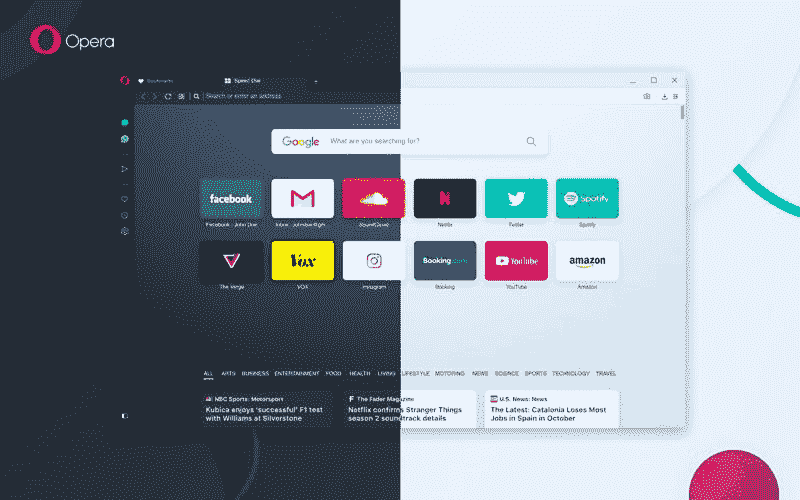 Opera
Bookmarks
Speed Dial
Search or enter an address
Google What are you searching for?
facebook
Facebook - John Doe
SoundCloud
N
Netflix
Twitter
Spotify
Spotify
The Verge
Vox
VOX
Instagram
Booking.com
Booking
YouTube
YouTube
amazon
Amazon
ALL ARTS BUSINESS ENTERTAINMENT FOOD HEALTH LIVING LIFESTYLE MOTORING NEWS SCIENCE SPORTS TECHNOLOGY TRAVEL
NBC Sports: Motorsport
Kubica enjoys 'successful' F1 test
with Williams at Silverstone
F The Fader Magazine
Netflix confirms Stranger Things
season 2 soundtrack details
U.S. News: News
The Latest: Catalonia Loses Most
Jobs in Spain in October